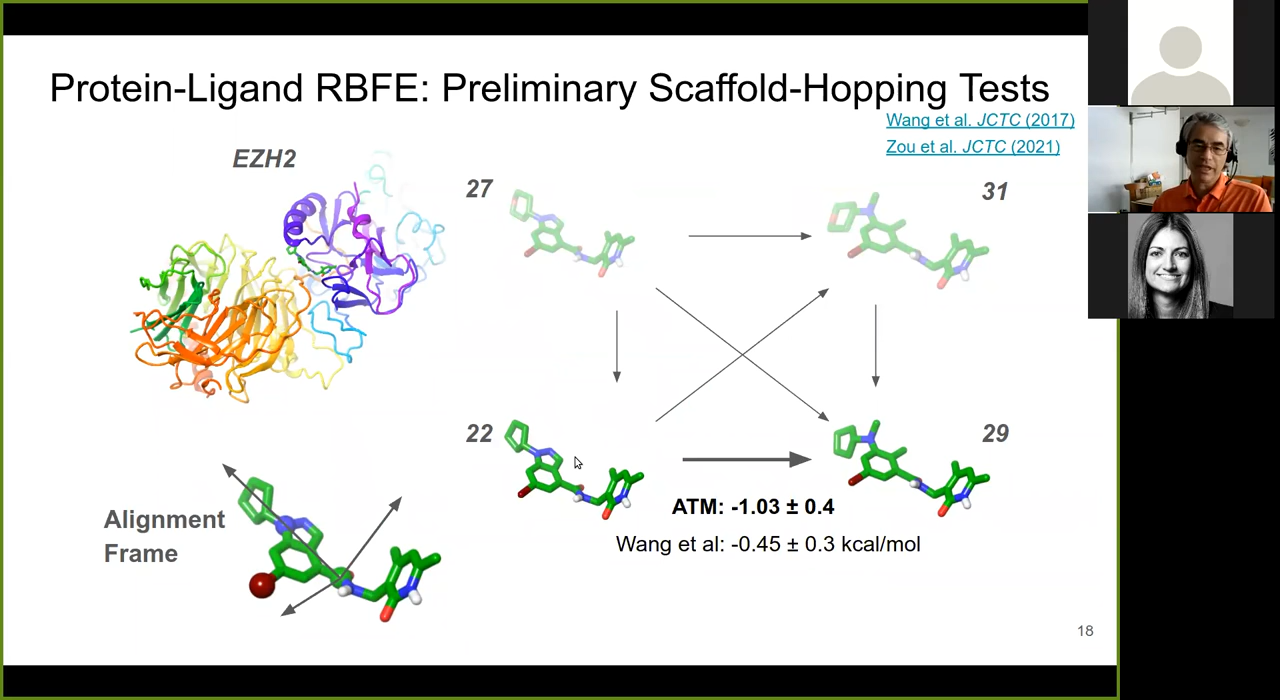 Protein-Ligand RBFE: Preliminary Scaffold-Hopping Tests
Wang et al. JCTC (2017)
Zou et al. JCTC (2021)
EZH2
27
31
22
29
ATM: -1.03 ± 0.4
Wang et al: -0.45 ± 0.3 kcal/mol
Alignment
Frame
18